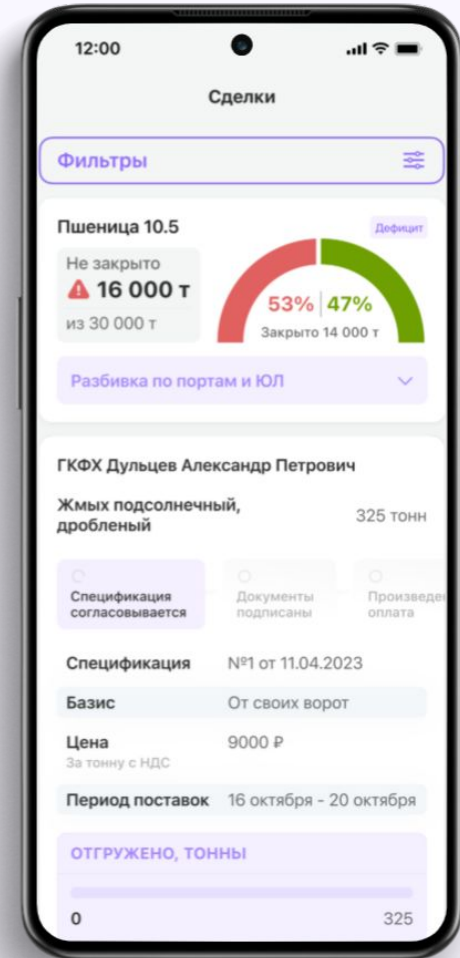 12:00
Сделки
Фильтры
Пшеница 10.5
Дефицит
Не закрыто
16 000 т
из 30 000 т
53% 47%
Закрыто 14 000 т
Разбивка по портам и ЮЛ
ГКФХ Дульцев Александр Петрович
Жмых подсолнечный,
дробленый
325 тонн
Спецификация
согласовывается
Документы
подписаны
Произведен
оплата
Спецификация №1 от 11.04.2023
Базис От своих ворот
Цена 9000 ₽
За тонну с НДС
Период поставок 16 октября - 20 октября
ОТГРУЖЕНО, ТОННЫ
0 325